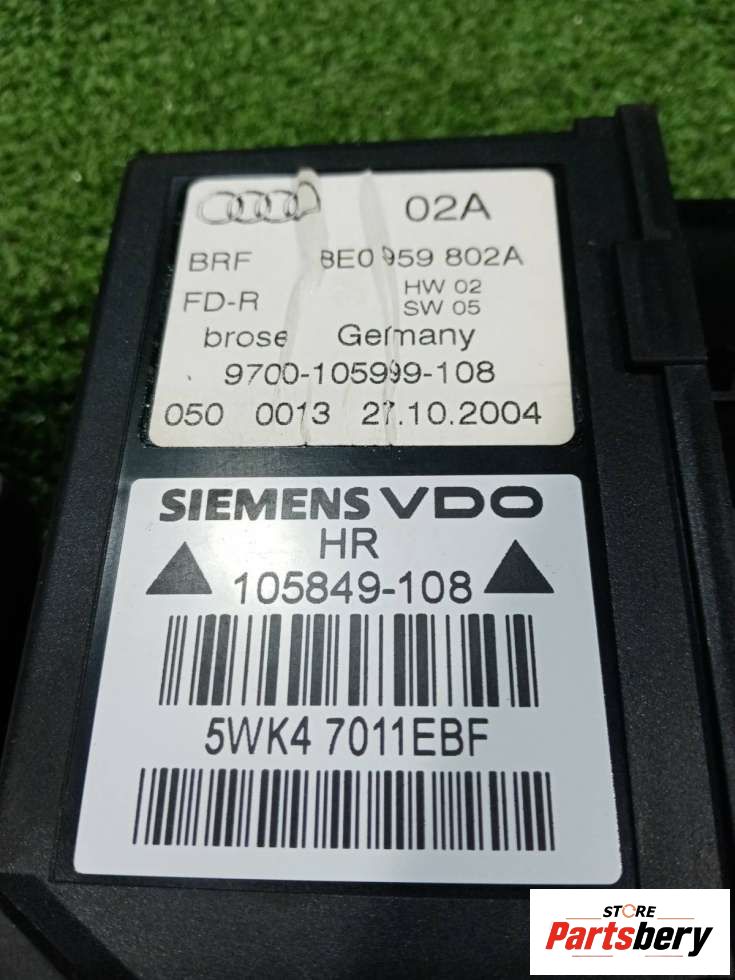 02A
BRF 8E0 959 802A
FD-R HW 02
SW 05
brose Germany
9700-105999-108
050 0013 27.10.2004
SIEMENS VDO
HR
105849-108
5WK4 7011EBF
STORE
Partsbery